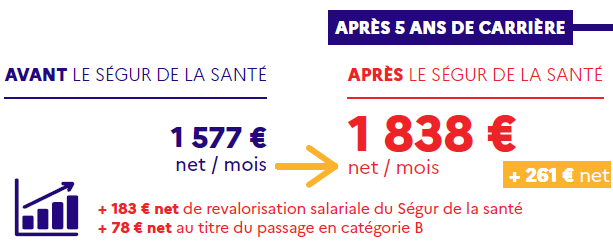 APRÈS 5 ANS DE CARRIÈRE
AVANT LE SÉGUR DE LA SANTÉ
APRÈS LE SÉGUR DE LA SANTÉ
1 577 €
net / mois
1 838 €
net / mois
+ 261 € net
+ 183 € net de revalorisation salariale du Ségur de la santé
+ 78 € net au titre du passage en catégorie B